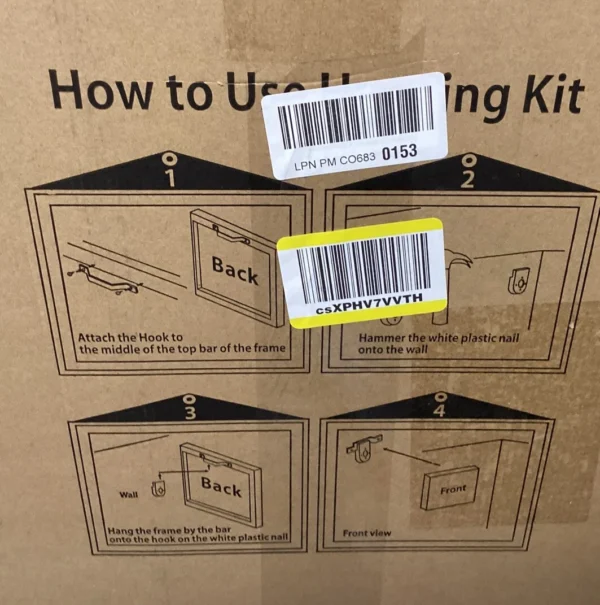 How to Use ing Kit
LPN PM CO683 0153
1
2
Back
csXPHV7VVTH
Attach the Hook to
the middle of the top bar of the frame
Hammer the white plastic nail
onto the wall
3
4
Wall
Back
Front
Hang the frame by the bar
onto the hook on the white plastic nail
Front view